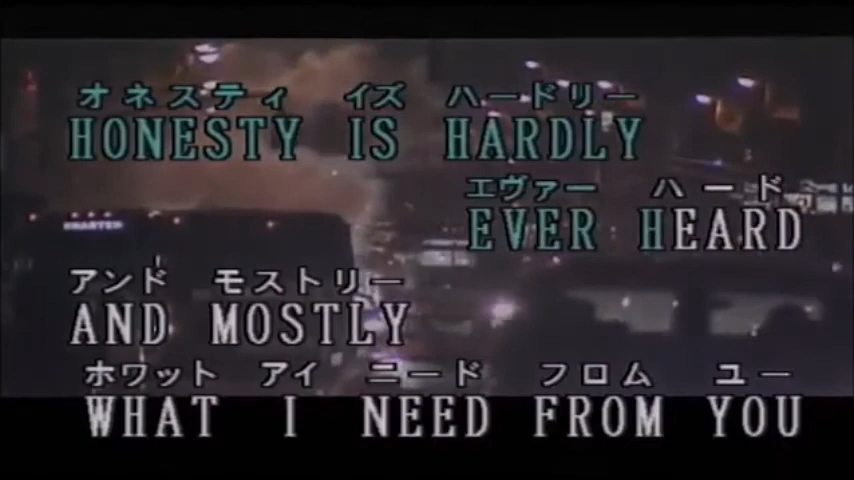 オネスティ イズ ハードリー
HONESTY IS HARDLY
エヴァー ハード
EVER HEARD
アンド モストリー
AND MOSTLY
ホワット アイ ニード フロム ユー
WHAT I NEED FROM YOU